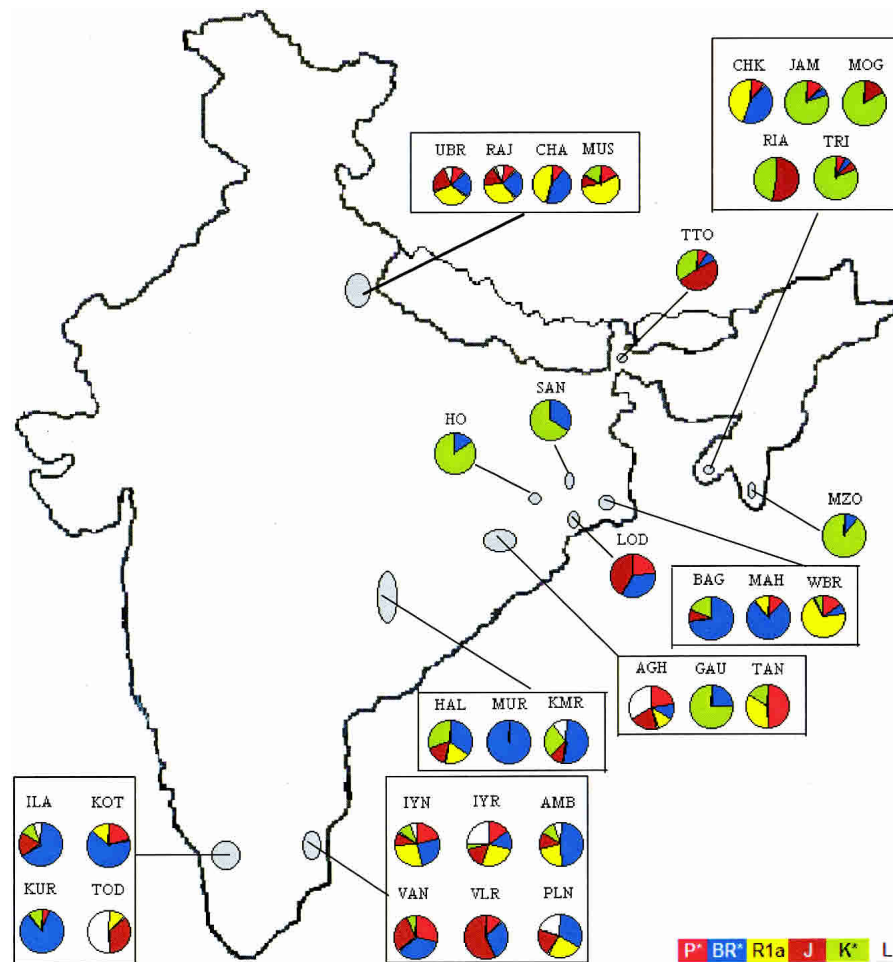 CHK JAM MOG
RIA TRI
UBR RAJ CHA MUS
TTO
SAN
HO
MZO
LOD
BAG MAH WBR
AGH GAU TAN
HAL MUR KMR
ILA KOT
KUR TOD
IYN IYR AMB
VAN VLR PLN
P* BR* R1a J K* L